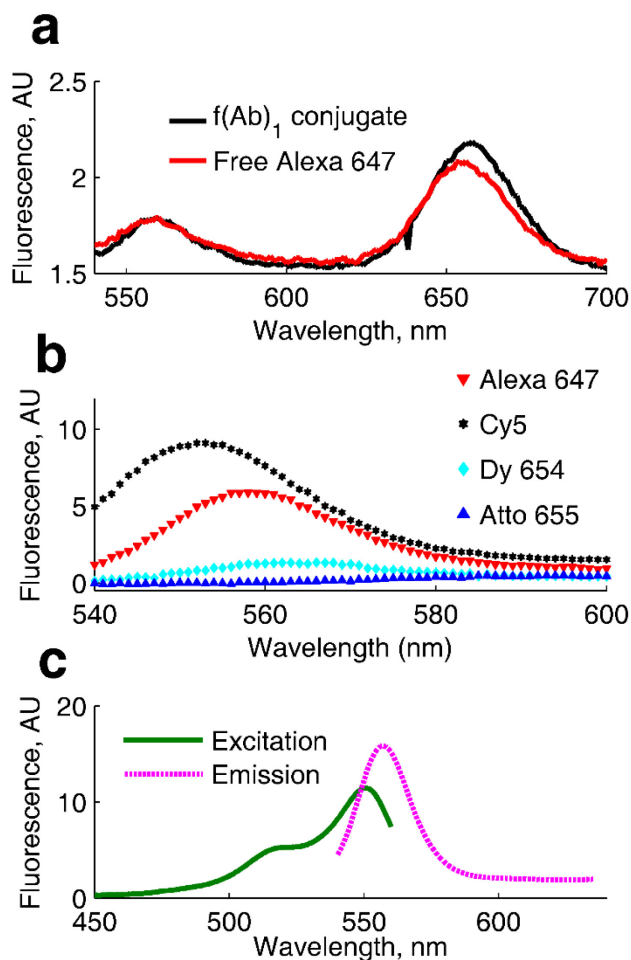 a
Fluorescence, AU
2.5
2
1.5
f(Ab)1 conjugate
Free Alexa 647
550 600 650 700
Wavelength, nm
b
Fluorescence, AU
10
5
0
Alexa 647
Cy5
Dy 654
Atto 655
540 560 580 600
Wavelength (nm)
c
Fluorescence, AU
20
10
0
Excitation
Emission
450 500 550 600
Wavelength, nm